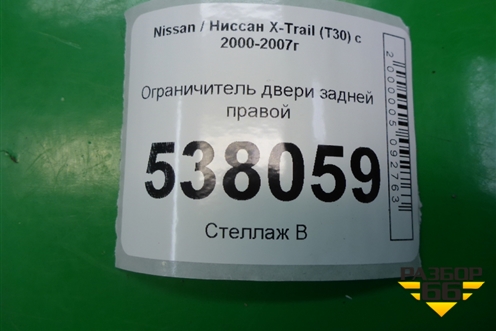 Nissan / Ниссан X-Trail (T30) с
2000-2007г
Ограничитель двери задней
правой
538059
Стеллаж В
2000005092763
РАЗБОР
66